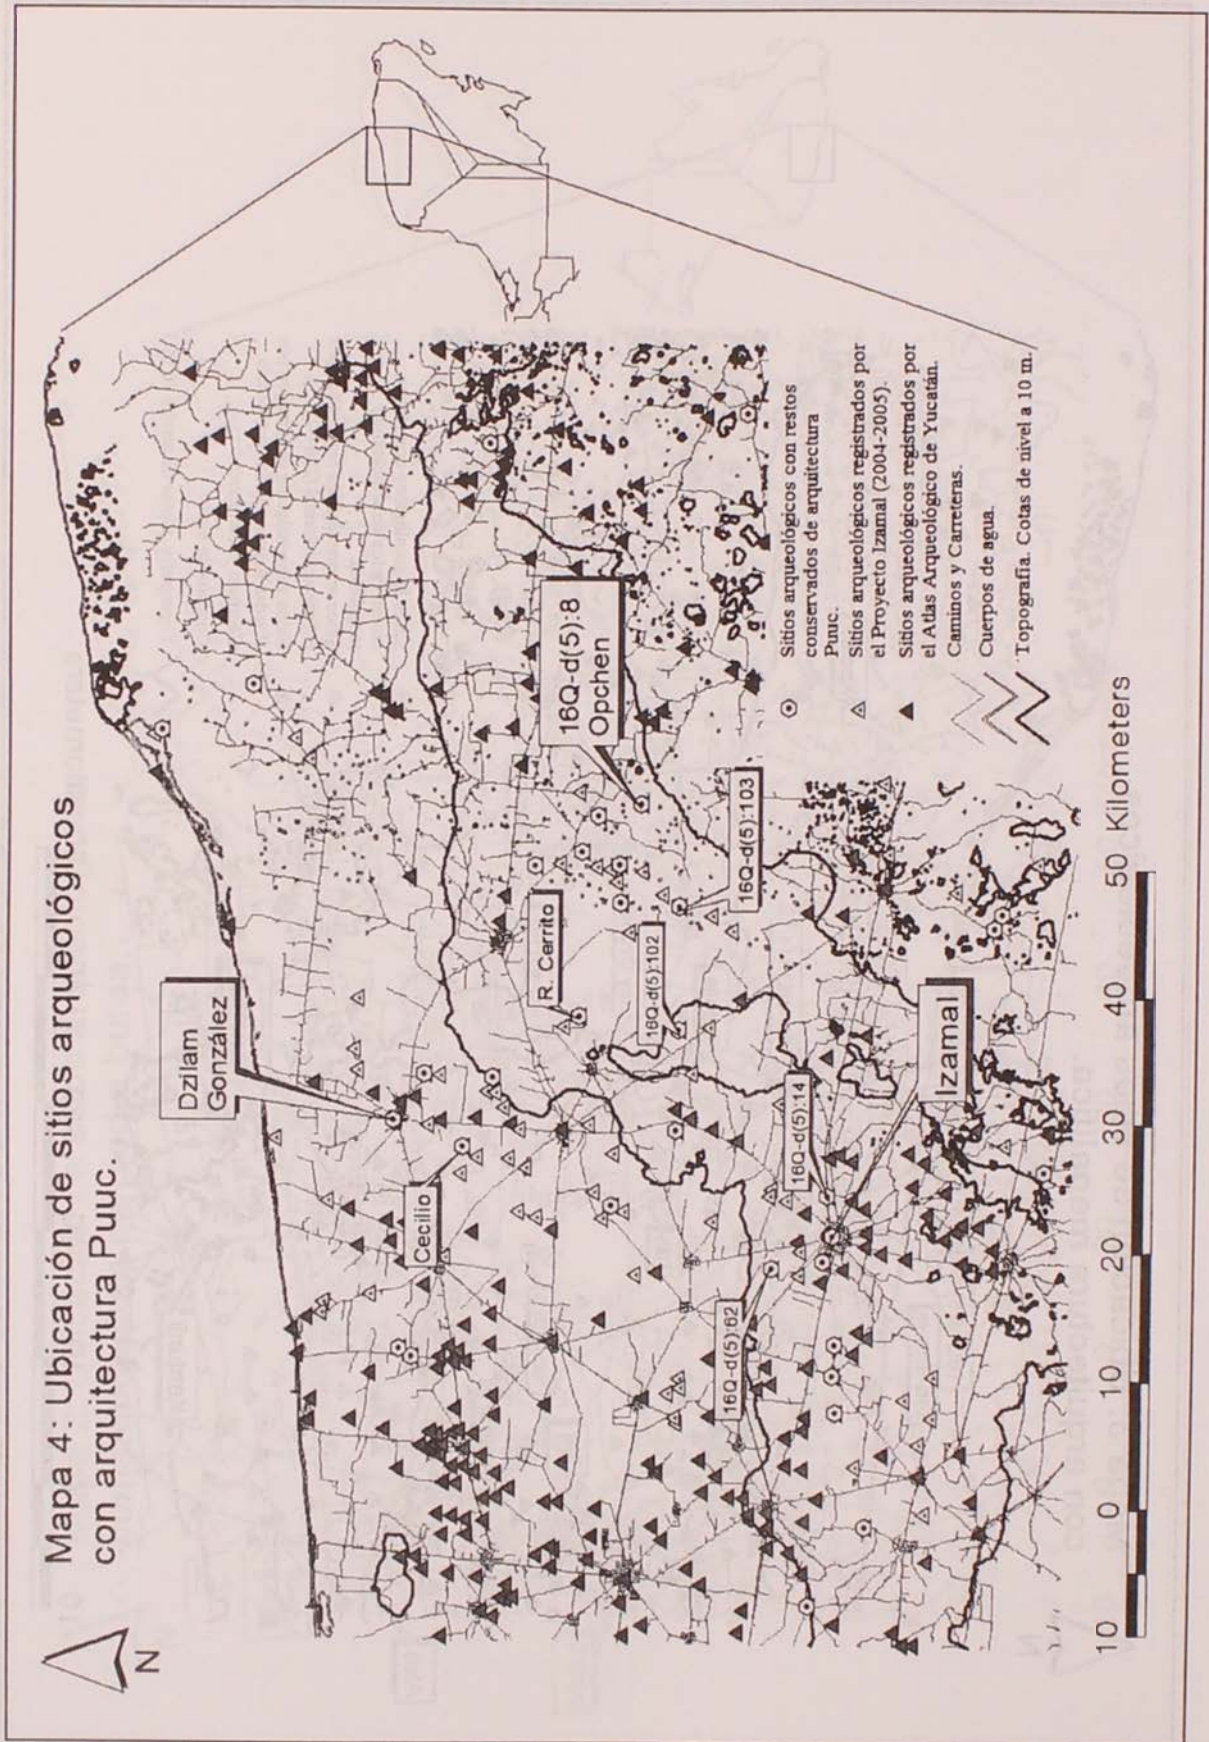 Mapa 4: Ubicación de sitios arqueológicos
con arquitectura Puuc.
N
Dzilam
González
Cecilio
R. Cerrito
16Q-d(5):8
Opchen
16Q-d(5):102
16Q-d(5):103
16Q-d(5):14
16Q-d(5):62
Izamal
Sitios arqueológicos con restos
conservados de arquitectura
Puuc.
Sitios arqueológicos registrados por
el Proyecto Izamal (2004-2005).
Sitios arqueológicos registrados por
el Atlas Arqueológico de Yucatán.
Caminos y Carreteras.
Cuerpos de agua.
Topografía. Cotas de nivel a 10 m.
10 0 10 20 30 40 50 Kilometers